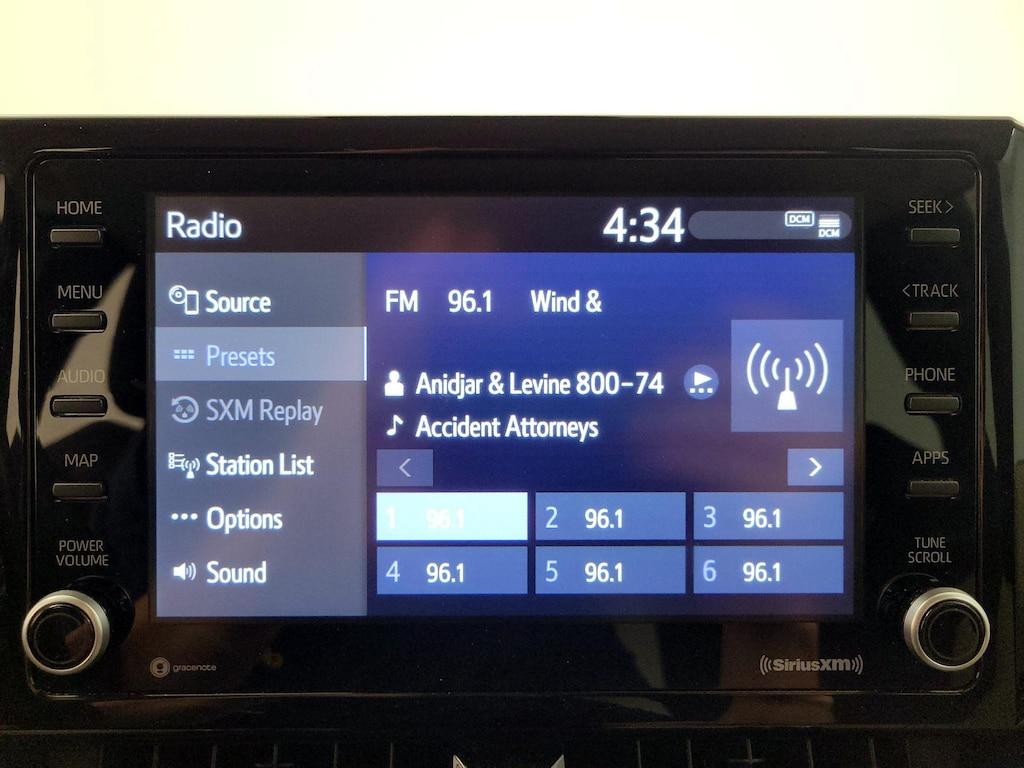 HOME
MENU
AUDIO
MAP
POWER
VOLUME
Radio 4:34 DCM DCM
Source
Presets
SXM Replay
Station List
Options
Sound
FM 96.1 Wind &
Anidjar & Levine 800-74
Accident Attorneys
< >
1 96.1 2 96.1 3 96.1
4 96.1 5 96.1 6 96.1
SEEK >
< TRACK
PHONE
APPS
TUNE
SCROLL
gracenote
SiriusXM